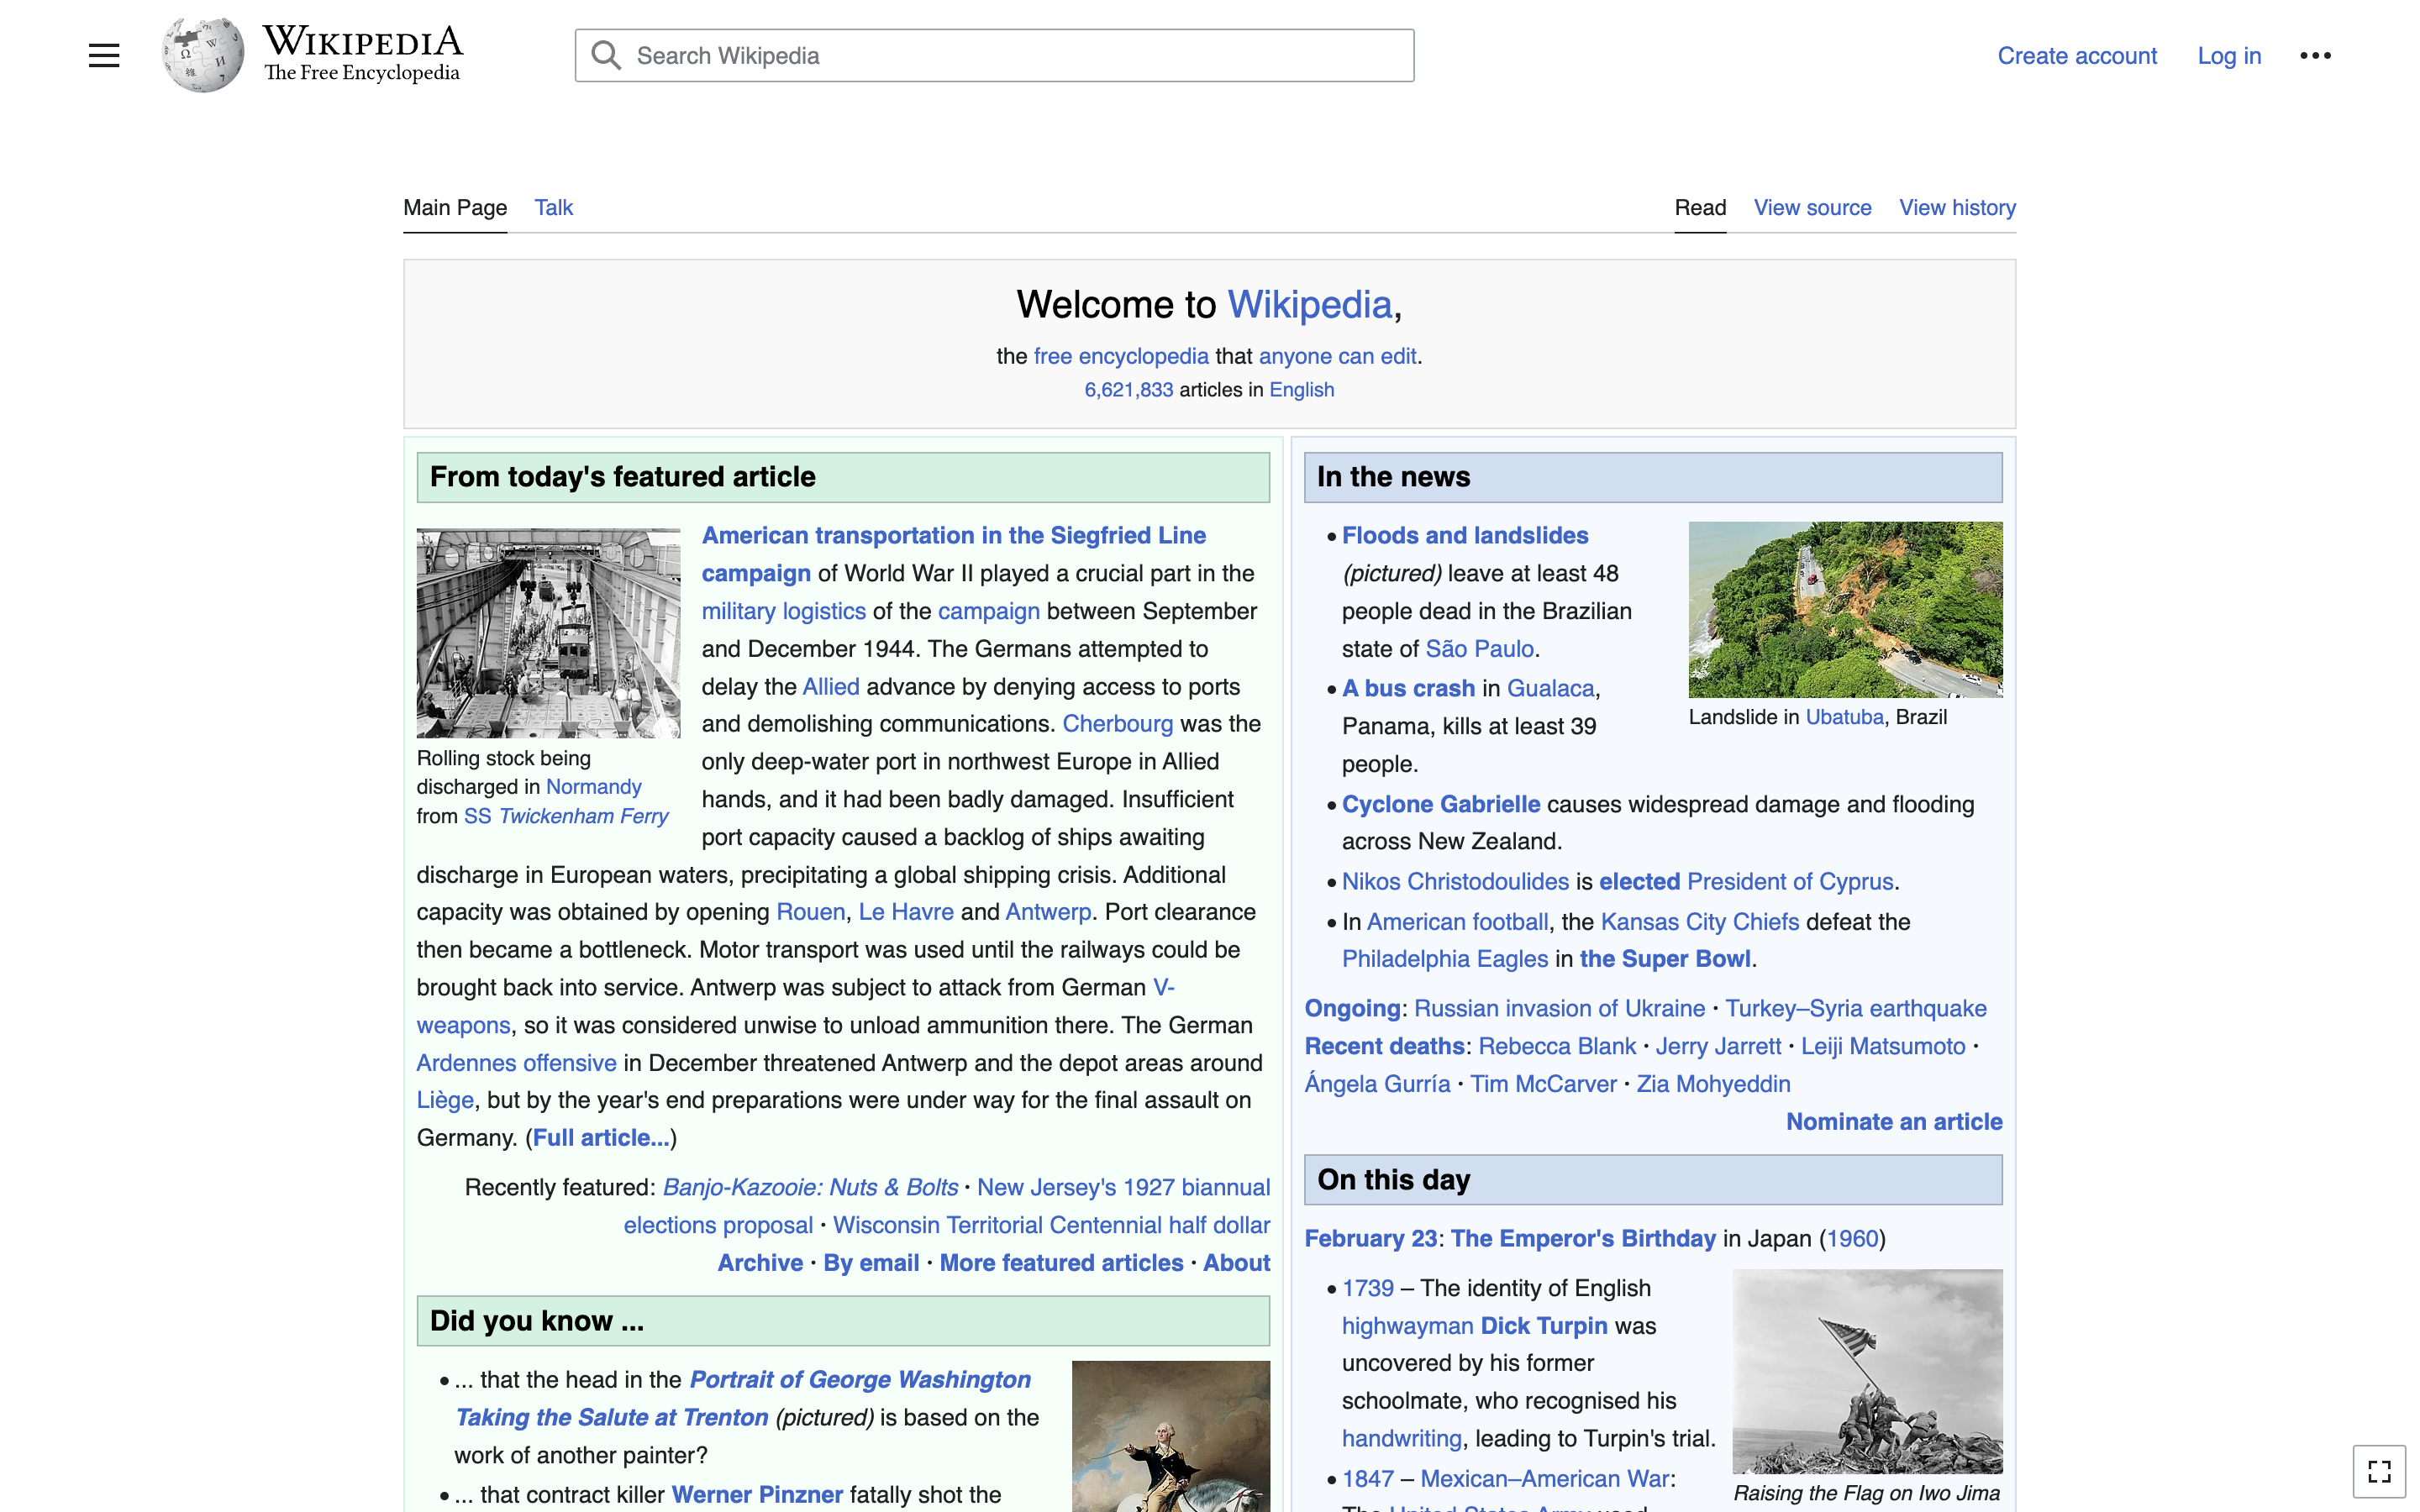 WIKIPEDIA
The Free Encyclopedia
Search Wikipedia
Create account
Log in
Main Page
Talk
Read
View source
View history
Welcome to Wikipedia,
the free encyclopedia that anyone can edit.
6,621,833 articles in English
From today's featured article
American transportation in the Siegfried Line
campaign of World War II played a crucial part in the
military logistics of the campaign between September
and December 1944. The Germans attempted to
delay the Allied advance by denying access to ports
and demolishing communications. Cherbourg was the
only deep-water port in northwest Europe in Allied
hands, and it had been badly damaged. Insufficient
port capacity caused a backlog of ships awaiting
discharge in European waters, precipitating a global shipping crisis. Additional
capacity was obtained by opening Rouen, Le Havre and Antwerp. Port clearance
then became a bottleneck. Motor transport was used until the railways could be
brought back into service. Antwerp was subject to attack from German V-
weapons, so it was considered unwise to unload ammunition there. The German
Ardennes offensive in December threatened Antwerp and the depot areas around
Liège, but by the year's end preparations were under way for the final assault on
Germany. (Full article...)
Rolling stock being
discharged in Normandy
from SS Twickenham Ferry
Recently featured: Banjo-Kazooie: Nuts & Bolts · New Jersey's 1927 biannual
elections proposal · Wisconsin Territorial Centennial half dollar
Archive · By email · More featured articles · About
Did you know ...
• ... that the head in the Portrait of George Washington
Taking the Salute at Trenton (pictured) is based on the
work of another painter?
• ... that contract killer Werner Pinzner fatally shot the
In the news
• Floods and landslides
(pictured) leave at least 48
people dead in the Brazilian
state of São Paulo.
• A bus crash in Gualaca,
Panama, kills at least 39
people.
Landslide in Ubatuba, Brazil
• Cyclone Gabrielle causes widespread damage and flooding
across New Zealand.
• Nikos Christodoulides is elected President of Cyprus.
• In American football, the Kansas City Chiefs defeat the
Philadelphia Eagles in the Super Bowl.
Ongoing: Russian invasion of Ukraine · Turkey–Syria earthquake
Recent deaths: Rebecca Blank · Jerry Jarrett · Leiji Matsumoto ·
Ángela Gurría · Tim McCarver · Zia Mohyeddin
Nominate an article
On this day
February 23: The Emperor's Birthday in Japan (1960)
• 1739 – The identity of English
highwayman Dick Turpin was
uncovered by his former
schoolmate, who recognised his
handwriting, leading to Turpin's trial.
• 1847 – Mexican–American War:
The United States Army used
Raising the Flag on Iwo Jima